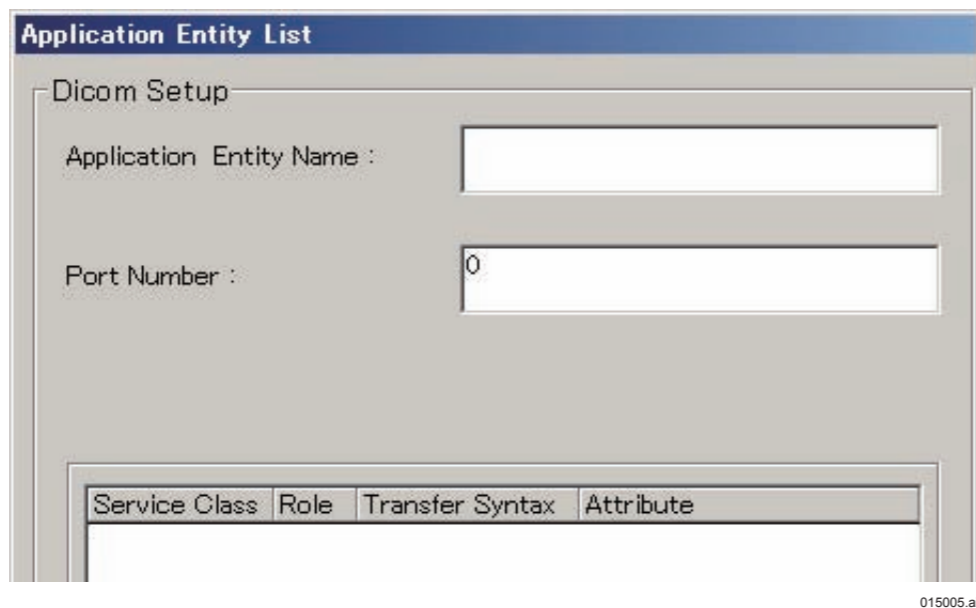 Application Entity List
Dicom Setup
Application Entity Name :
Port Number :
0
Service Class Role Transfer Syntax Attribute
015005.a